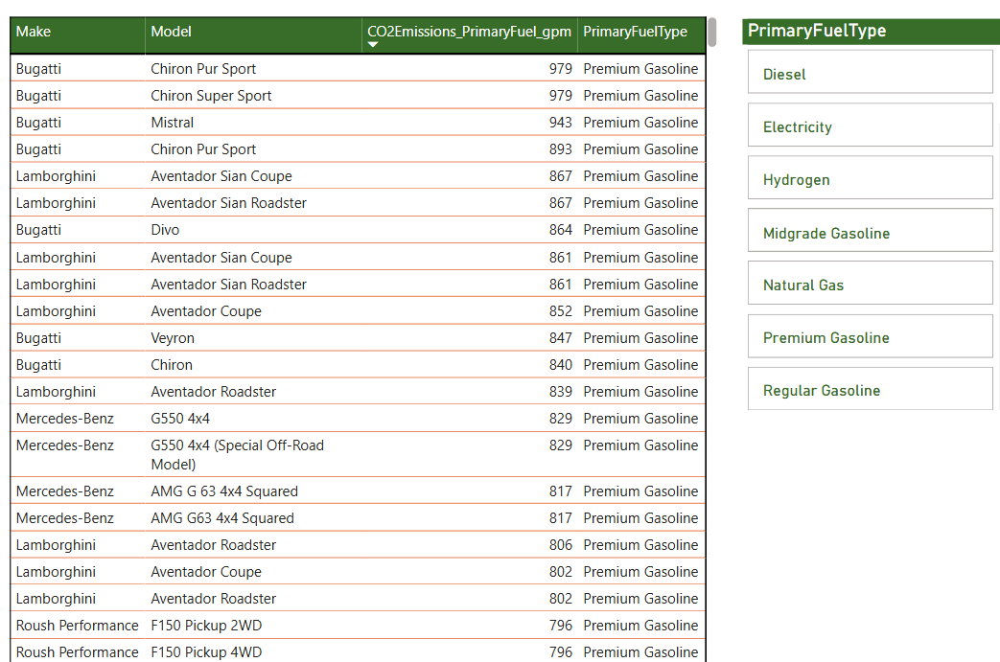 Make Model CO2Emissions_PrimaryFuel_gpm PrimaryFuelType
Bugatti Chiron Pur Sport 979 Premium Gasoline
Bugatti Chiron Super Sport 979 Premium Gasoline
Bugatti Mistral 943 Premium Gasoline
Bugatti Chiron Pur Sport 893 Premium Gasoline
Lamborghini Aventador Sian Coupe 867 Premium Gasoline
Lamborghini Aventador Sian Roadster 867 Premium Gasoline
Bugatti Divo 864 Premium Gasoline
Lamborghini Aventador Sian Coupe 861 Premium Gasoline
Lamborghini Aventador Sian Roadster 861 Premium Gasoline
Lamborghini Aventador Coupe 852 Premium Gasoline
Bugatti Veyron 847 Premium Gasoline
Bugatti Chiron 840 Premium Gasoline
Lamborghini Aventador Roadster 839 Premium Gasoline
Mercedes-Benz G550 4x4 829 Premium Gasoline
Mercedes-Benz G550 4x4 (Special Off-Road 829 Premium Gasoline
Model)
Mercedes-Benz AMG G 63 4x4 Squared 817 Premium Gasoline
Mercedes-Benz AMG G63 4x4 Squared 817 Premium Gasoline
Lamborghini Aventador Roadster 806 Premium Gasoline
Lamborghini Aventador Coupe 802 Premium Gasoline
Lamborghini Aventador Roadster 802 Premium Gasoline
Roush Performance F150 Pickup 2WD 796 Premium Gasoline
Roush Performance F150 Pickup 4WD 796 Premium Gasoline
PrimaryFuelType
Diesel
Electricity
Hydrogen
Midgrade Gasoline
Natural Gas
Premium Gasoline
Regular Gasoline